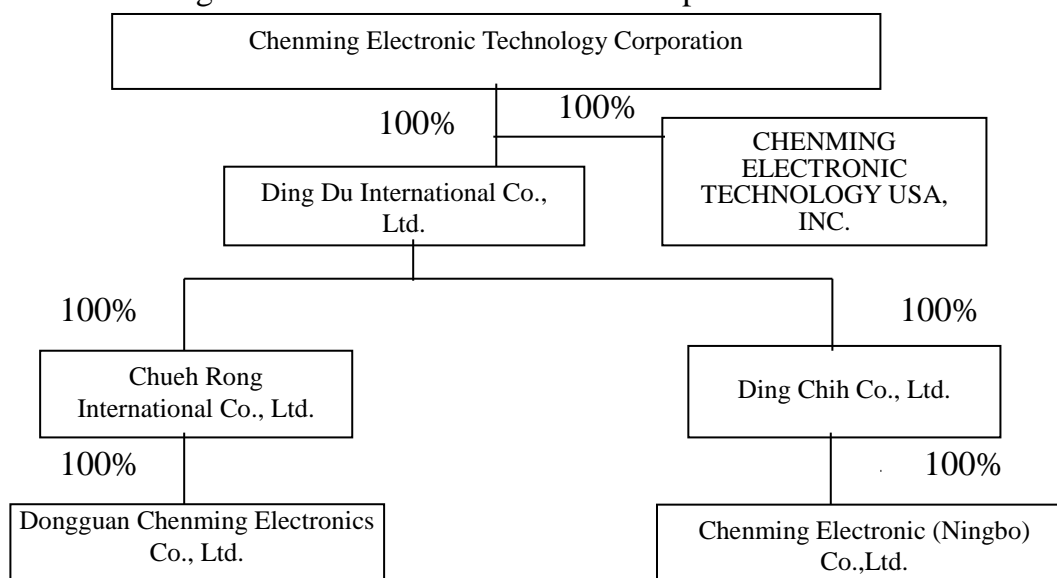 Chenming Electronic Technology Corporation
100%
100%
CHENMING
ELECTRONIC
TECHNOLOGY USA,
INC.
Ding Du International Co.,
Ltd.
100%
100%
Chueh Rong
International Co., Ltd.
Ding Chih Co., Ltd.
100%
100%
Dongguan Chenming Electronics
Co., Ltd.
Chenming Electronic (Ningbo)
Co.,Ltd.